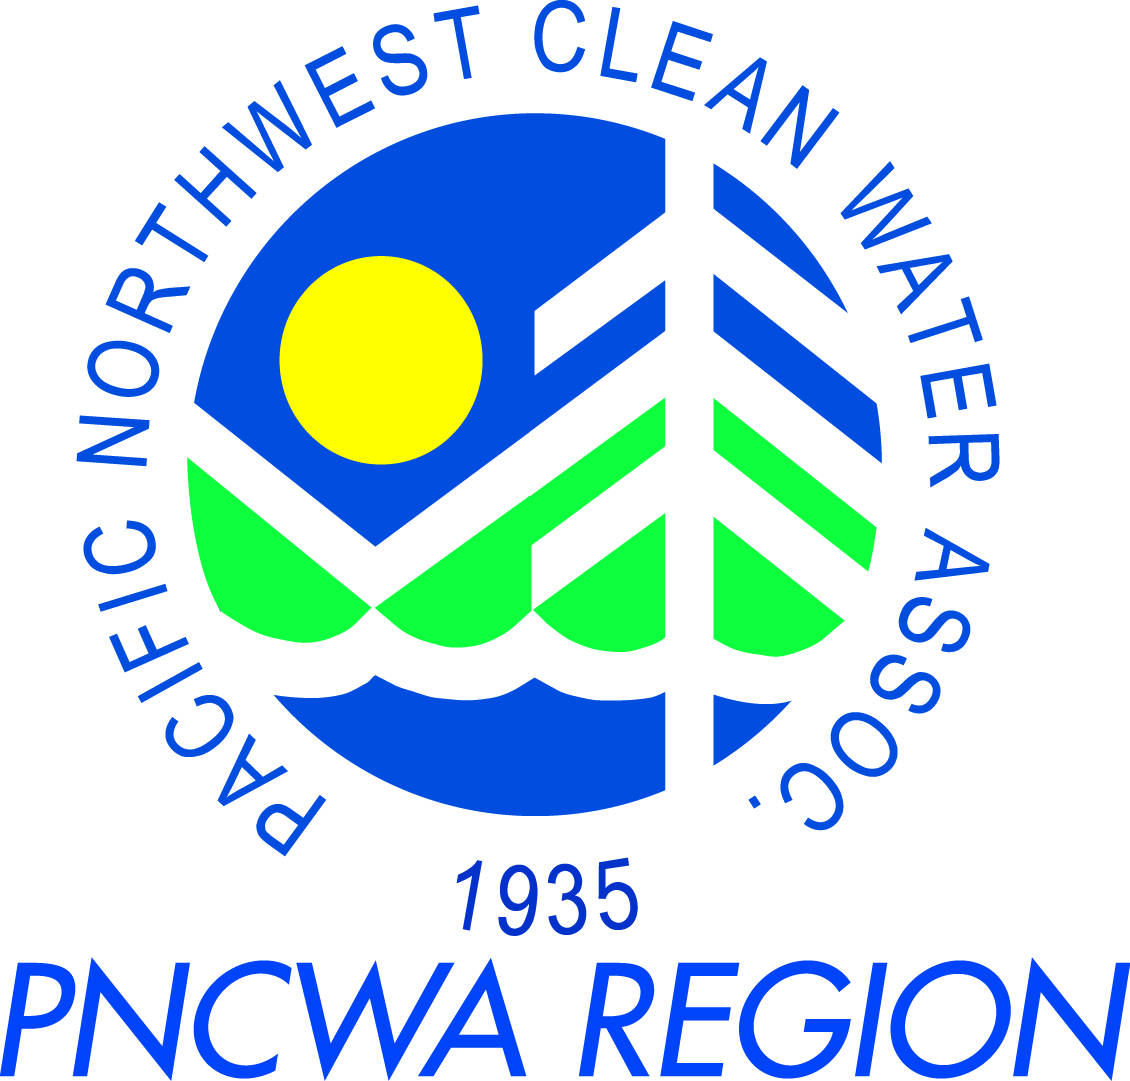 PACIFIC NORTHWEST CLEAN WATER ASSOC.
1935
PNCWA REGION